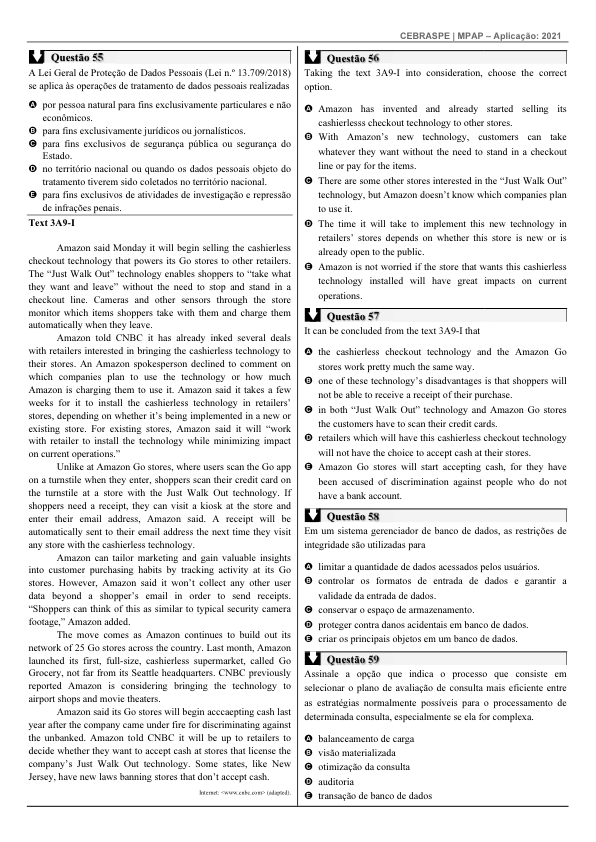 CEBRASPE | MPAP – Aplicação: 2021
Questão 55
A Lei Geral de Proteção de Dados Pessoais (Lei n.º 13.709/2018)
se aplica às operações de tratamento de dados pessoais realizadas
A por pessoa natural para fins exclusivamente particulares e não
econômicos.
B para fins exclusivamente jurídicos ou jornalísticos.
C para fins exclusivos de segurança pública ou segurança do
Estado.
D no território nacional ou quando os dados pessoais objeto do
tratamento tiverem sido coletados no território nacional.
E para fins exclusivos de atividades de investigação e repressão
de infrações penais.
Text 3A9-I
Amazon said Monday it will begin selling the cashierless
checkout technology that powers its Go stores to other retailers.
The “Just Walk Out” technology enables shoppers to “take what
they want and leave” without the need to stop and stand in a
checkout line. Cameras and other sensors through the store
monitor which items shoppers take with them and charge them
automatically when they leave.
Amazon told CNBC it has already inked several deals
with retailers interested in bringing the cashierless technology to
their stores. An Amazon spokesperson declined to comment on
which companies plan to use the technology or how much
Amazon is charging them to use it. Amazon said it takes a few
weeks for it to install the cashierless technology in retailers’
stores, depending on whether it’s being implemented in a new or
existing store. For existing stores, Amazon said it will “work
with retailer to install the technology while minimizing impact
on current operations.”
Unlike at Amazon Go stores, where users scan the Go app
on a turnstile when they enter, shoppers scan their credit card on
the turnstile at a store with the Just Walk Out technology. If
shoppers need a receipt, they can visit a kiosk at the store and
enter their email address, Amazon said. A receipt will be
automatically sent to their email address the next time they visit
any store with the cashierless technology.
Amazon can tailor marketing and gain valuable insights
into customer purchasing habits by tracking activity at its Go
stores. However, Amazon said it won’t collect any other user
data beyond a shopper’s email in order to send receipts.
“Shoppers can think of this as similar to typical security camera
footage,” Amazon added.
The move comes as Amazon continues to build out its
network of 25 Go stores across the country. Last month, Amazon
launched its first, full-size, cashierless supermarket, called Go
Grocery, not far from its Seattle headquarters. CNBC previously
reported Amazon is considering bringing the technology to
airport shops and movie theaters.
Amazon said its Go Stores will begin acccaepting cash last
year after the company came under fire for discriminating against
the unbanked. Amazon told CNBC it will be up to retailers to
decide whether they want to accept cash at stores that license the
company’s Just Walk Out technology. Some states, like New
Jersey, have new laws banning stores that don’t accept cash.
Internet: <www.cnbc.com> (adapted).
Questão 56
Taking the text 3A9-I into consideration, choose the correct
option.
A Amazon has invented and already started selling its
cashierlesss checkout technology to other stores.
B With Amazon’s new technology, customers can take
whatever they want without the need to stand in a checkout
line or pay for the items.
C There are some other stores interested in the “Just Walk Out”
technology, but Amazon doesn’t know which companies plan
to use it.
D The time it will take to implement this new technology in
retailers’ stores depends on whether this store is new or is
already open to the public.
E Amazon is not worried if the store that wants this cashierless
technology installed will have great impacts on current
operations.
Questão 57
It can be concluded from the text 3A9-I that
A the cashierless checkout technology and the Amazon Go
stores work pretty much the same way.
B one of these technology’s disadvantages is that shoppers will
not be able to receive a receipt of their purchase.
C in both “Just Walk Out” technology and Amazon Go stores
the customers have to scan their credit cards.
D retailers which will have this cashierless checkout technology
will not have the choice to accept cash at their stores.
E Amazon Go stores will start accepting cash, for they have
been accused of discrimination against people who do not
have a bank account.
Questão 58
Em um sistema gerenciador de banco de dados, as restrições de
integridade são utilizadas para
A limitar a quantidade de dados acessados pelos usuários.
B controlar os formatos de entrada de dados e garantir a
validade da entrada de dados.
C conservar o espaço de armazenamento.
D proteger contra danos acidentais em banco de dados.
E criar os principais objetos em um banco de dados.
Questão 59
Assinale a opção que indica o processo que consiste em
selecionar o plano de avaliação de consulta mais eficiente entre
as estratégias normalmente possíveis para o processamento de
determinada consulta, especialmente se ela for complexa.
A balanceamento de carga
B visão materializada
C otimização da consulta
D auditoria
E transação de banco de dados